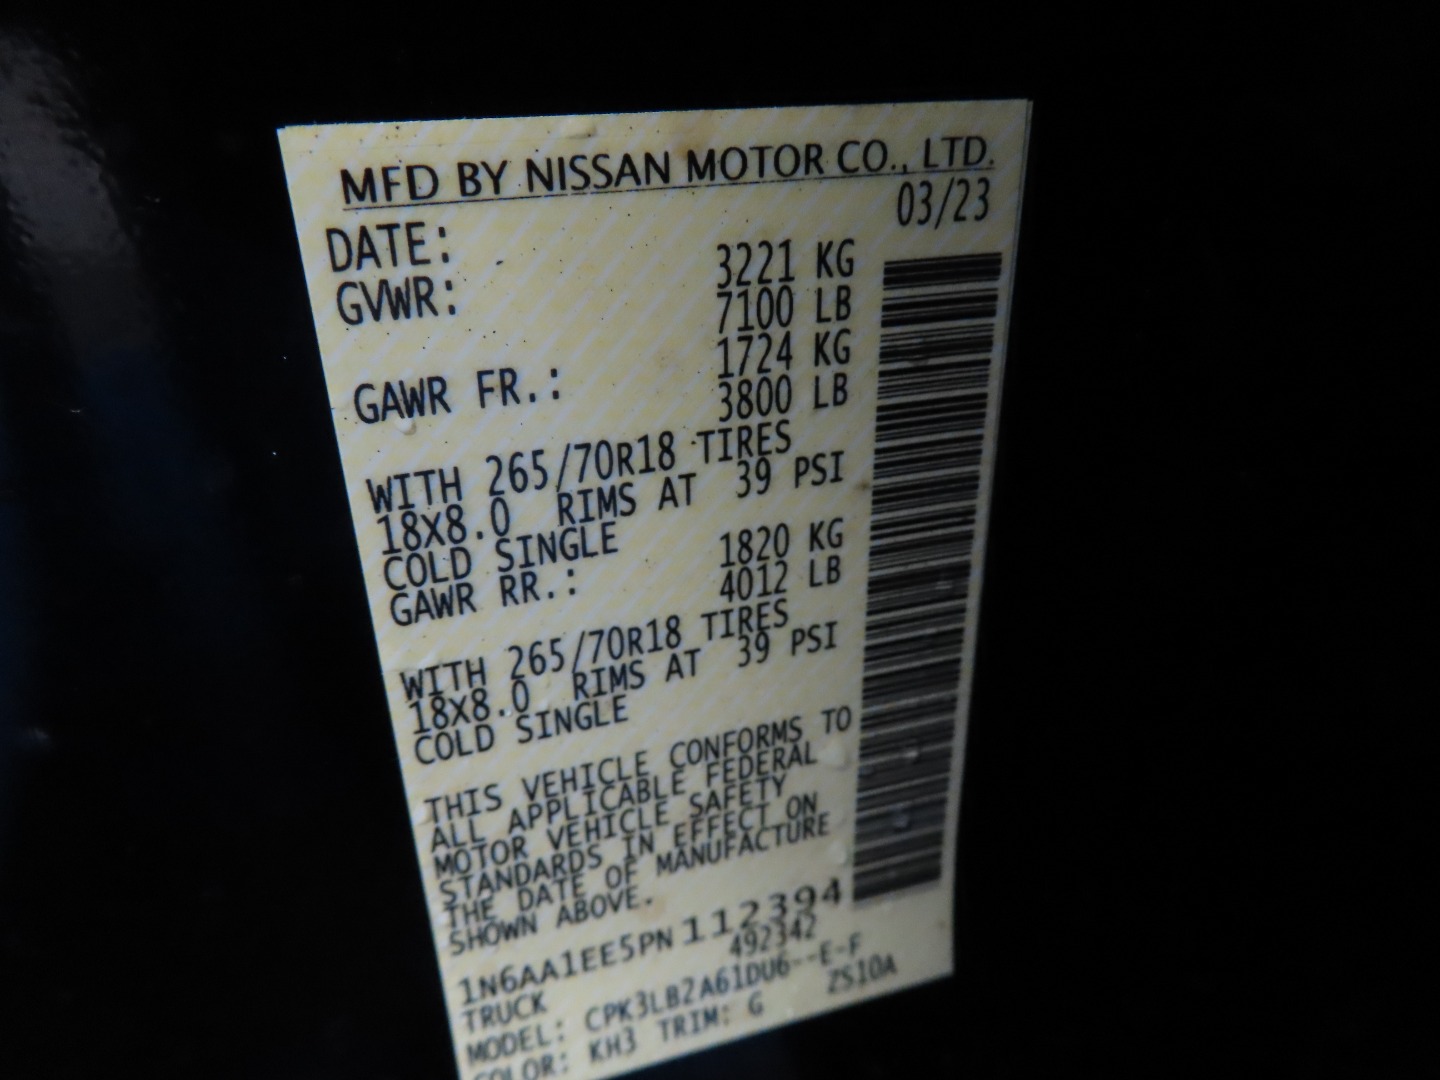 MFD BY NISSAN MOTOR CO., LTD.
DATE: 03/23
GVWR: 3221 KG
7100 LB
GAWR FR.: 1724 KG
3800 LB
WITH 265/70R18 TIRES
18X8.0 RIMS AT 39 PSI
COLD SINGLE
GAWR RR.: 1820 KG
4012 LB
WITH 265/70R18 TIRES
18X8.0 RIMS AT 39 PSI
COLD SINGLE
THIS VEHICLE CONFORMS TO
ALL APPLICABLE FEDERAL
MOTOR VEHICLE SAFETY
STANDARDS IN EFFECT ON
THE DATE OF MANUFACTURE
SHOWN ABOVE.
1N6AA1EE5PN112394
TRUCK 492342
MODEL: CPK3LB2A61DU6--E-F
COLOR: KH3 TRIM: G ZS10A